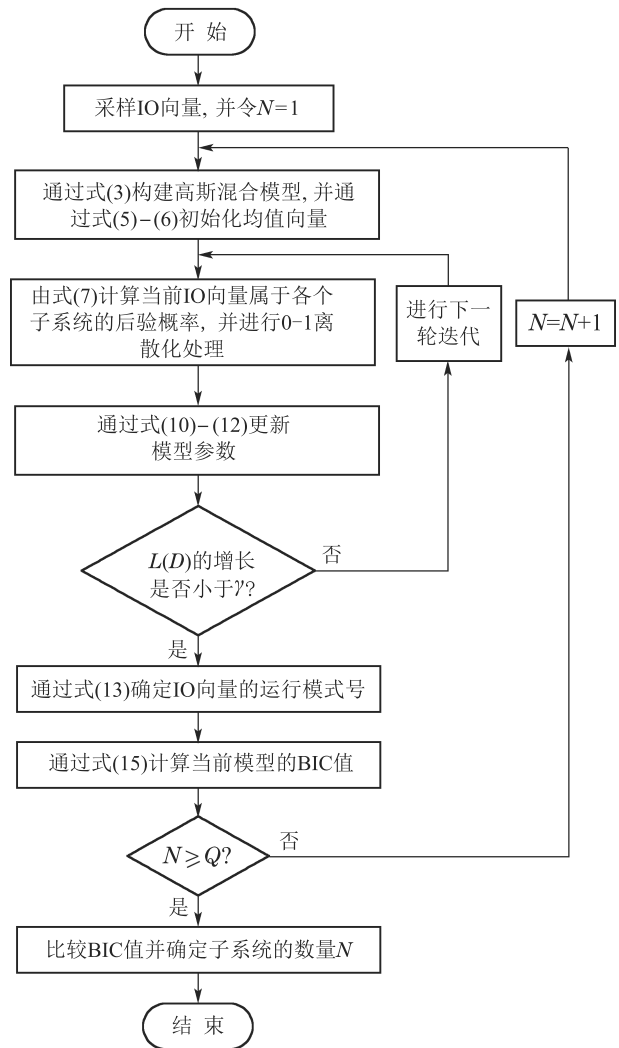 开 始
采样IO向量, 并令N=1
通过式(3)构建高斯混合模型, 并通
过式(5)-(6)初始化均值向量
由式(7)计算当前IO向量属于各个
子系统的后验概率, 并进行0-1离
散化处理
进行下一
轮迭代
N=N+1
通过式(10)-(12)更新
模型参数
L(D)的增长
是否小于γ?
否
是
通过式(13)确定IO向量的运行模式号
通过式(15)计算当前模型的BIC值
N⩾Q?
否
是
比较BIC值并确定子系统的数量N
结 束